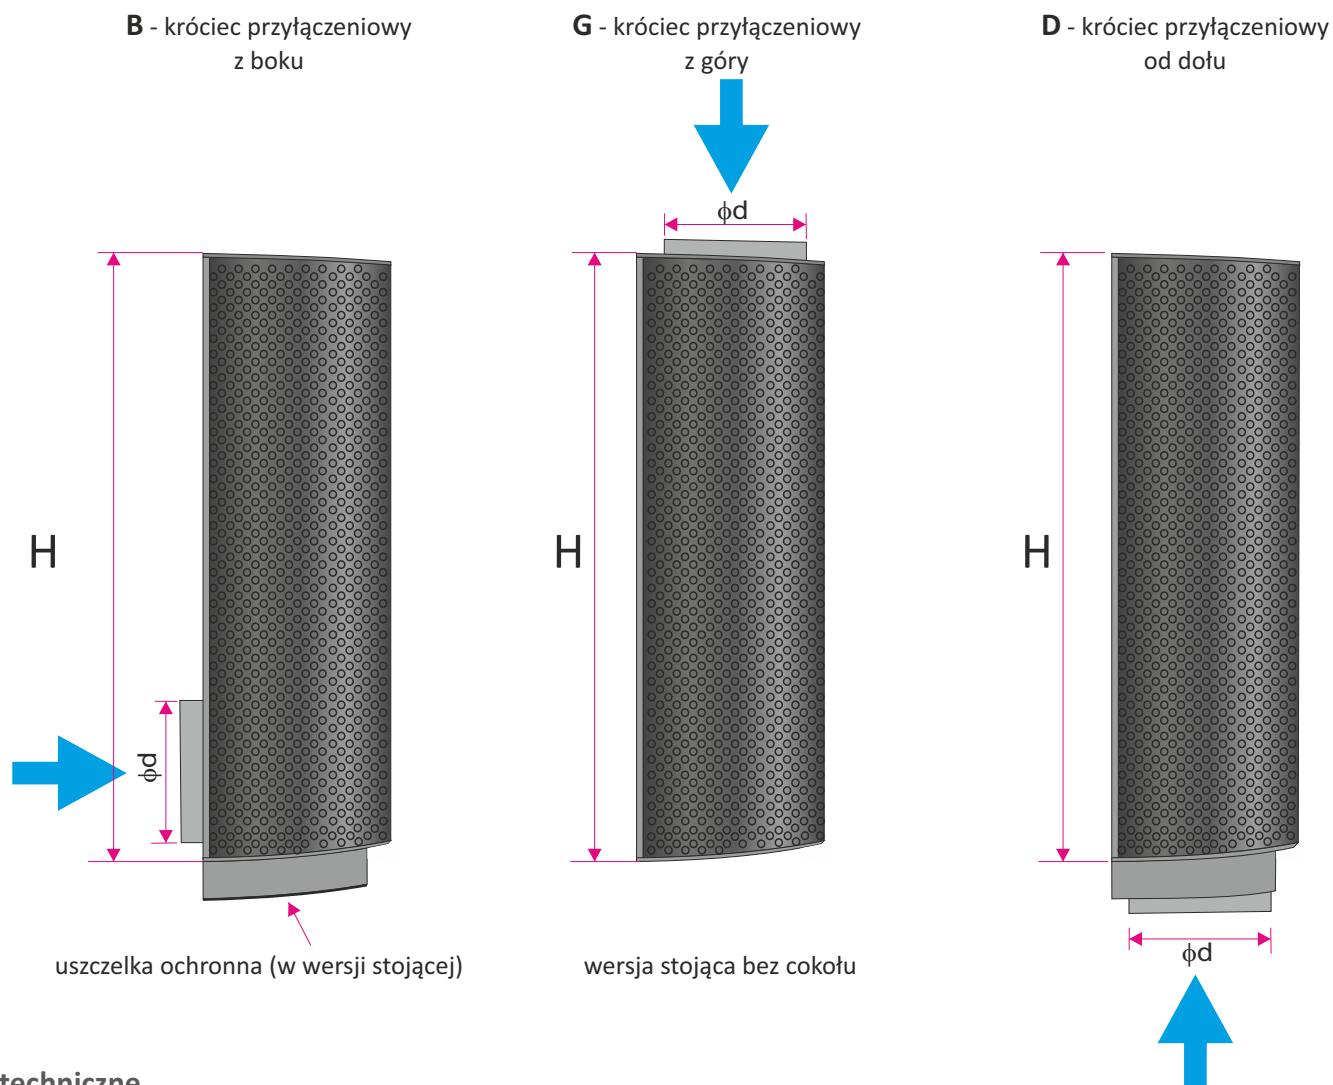 B - króciec przyłączeniowy
z boku
G - króciec przyłączeniowy
z góry
D - króciec przyłączeniowy
od dołu
ϕd
H
H
H
ϕd
ϕd
uszczelka ochronna (w wersji stojącej)
wersja stojąca bez cokołu
techniczne